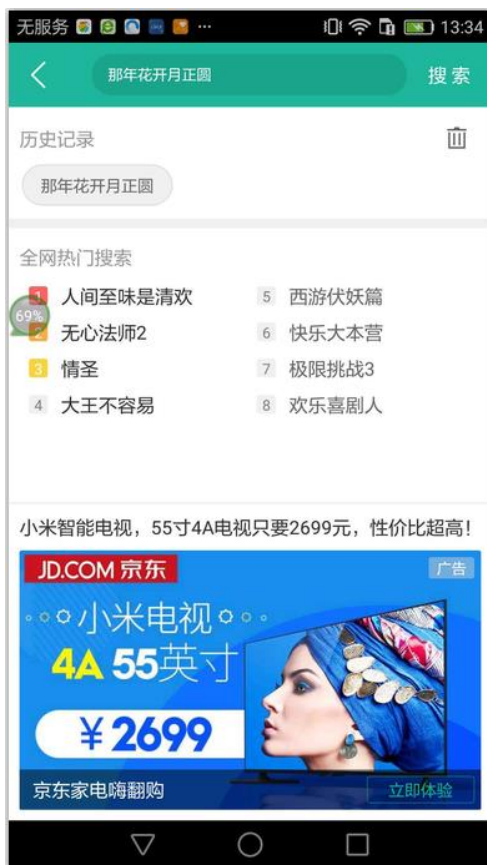 无服务 ... 13:34
那年花开月正圆 搜索
历史记录
那年花开月正圆
全网热门搜索
1 人间至味是清欢
69%
2 无心法师2
3 情圣
4 大王不容易
5 西游伏妖篇
6 快乐大本营
7 极限挑战3
8 欢乐喜剧人
小米智能电视，55寸4A电视只要2699元，性价比超高！
JD.COM 京东
广告
小米电视
4A 55英寸
¥2699
京东家电嗨翻购
立即体验